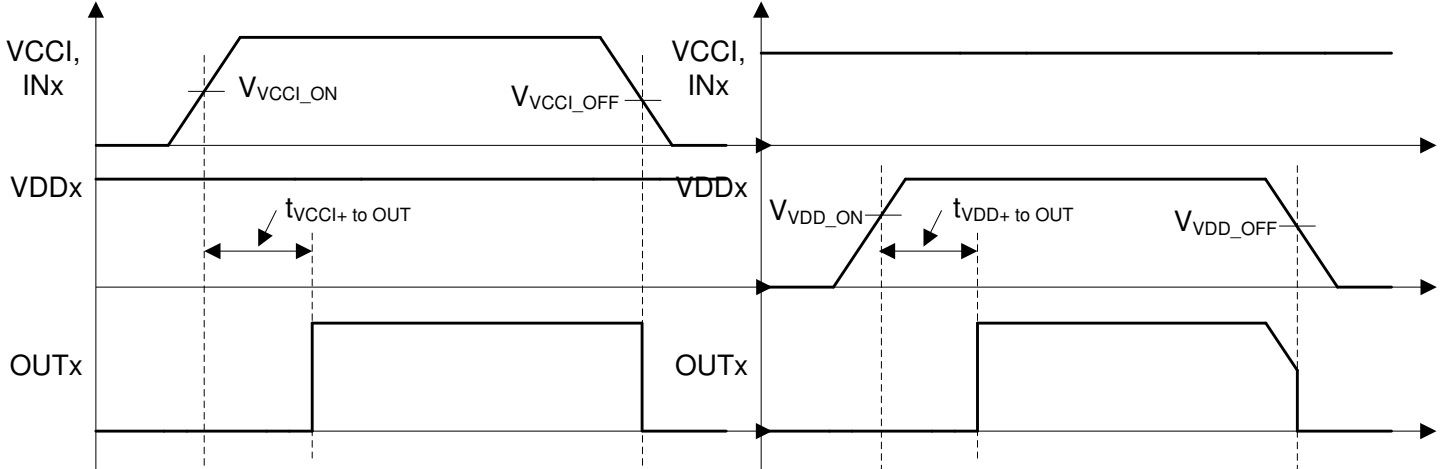 VCCI,
INx
VVCCI_ON
VVCCI_OFF
VDDx
tVCCI+ to OUT
OUTx
VCCI,
INx
VDDx
VVDD_ON
tVDD+ to OUT
VVDD_OFF
OUTx